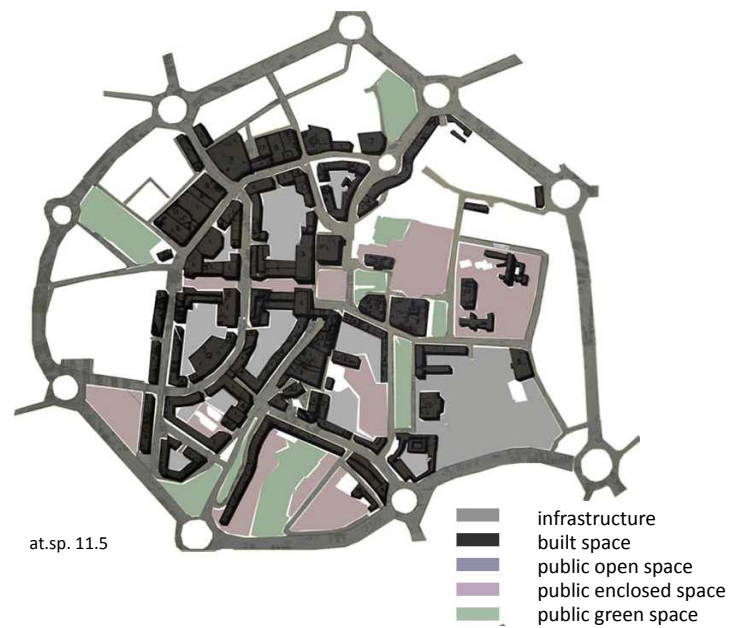 at.sp. 11.5
infrastructure
built space
public open space
public enclosed space
public green space